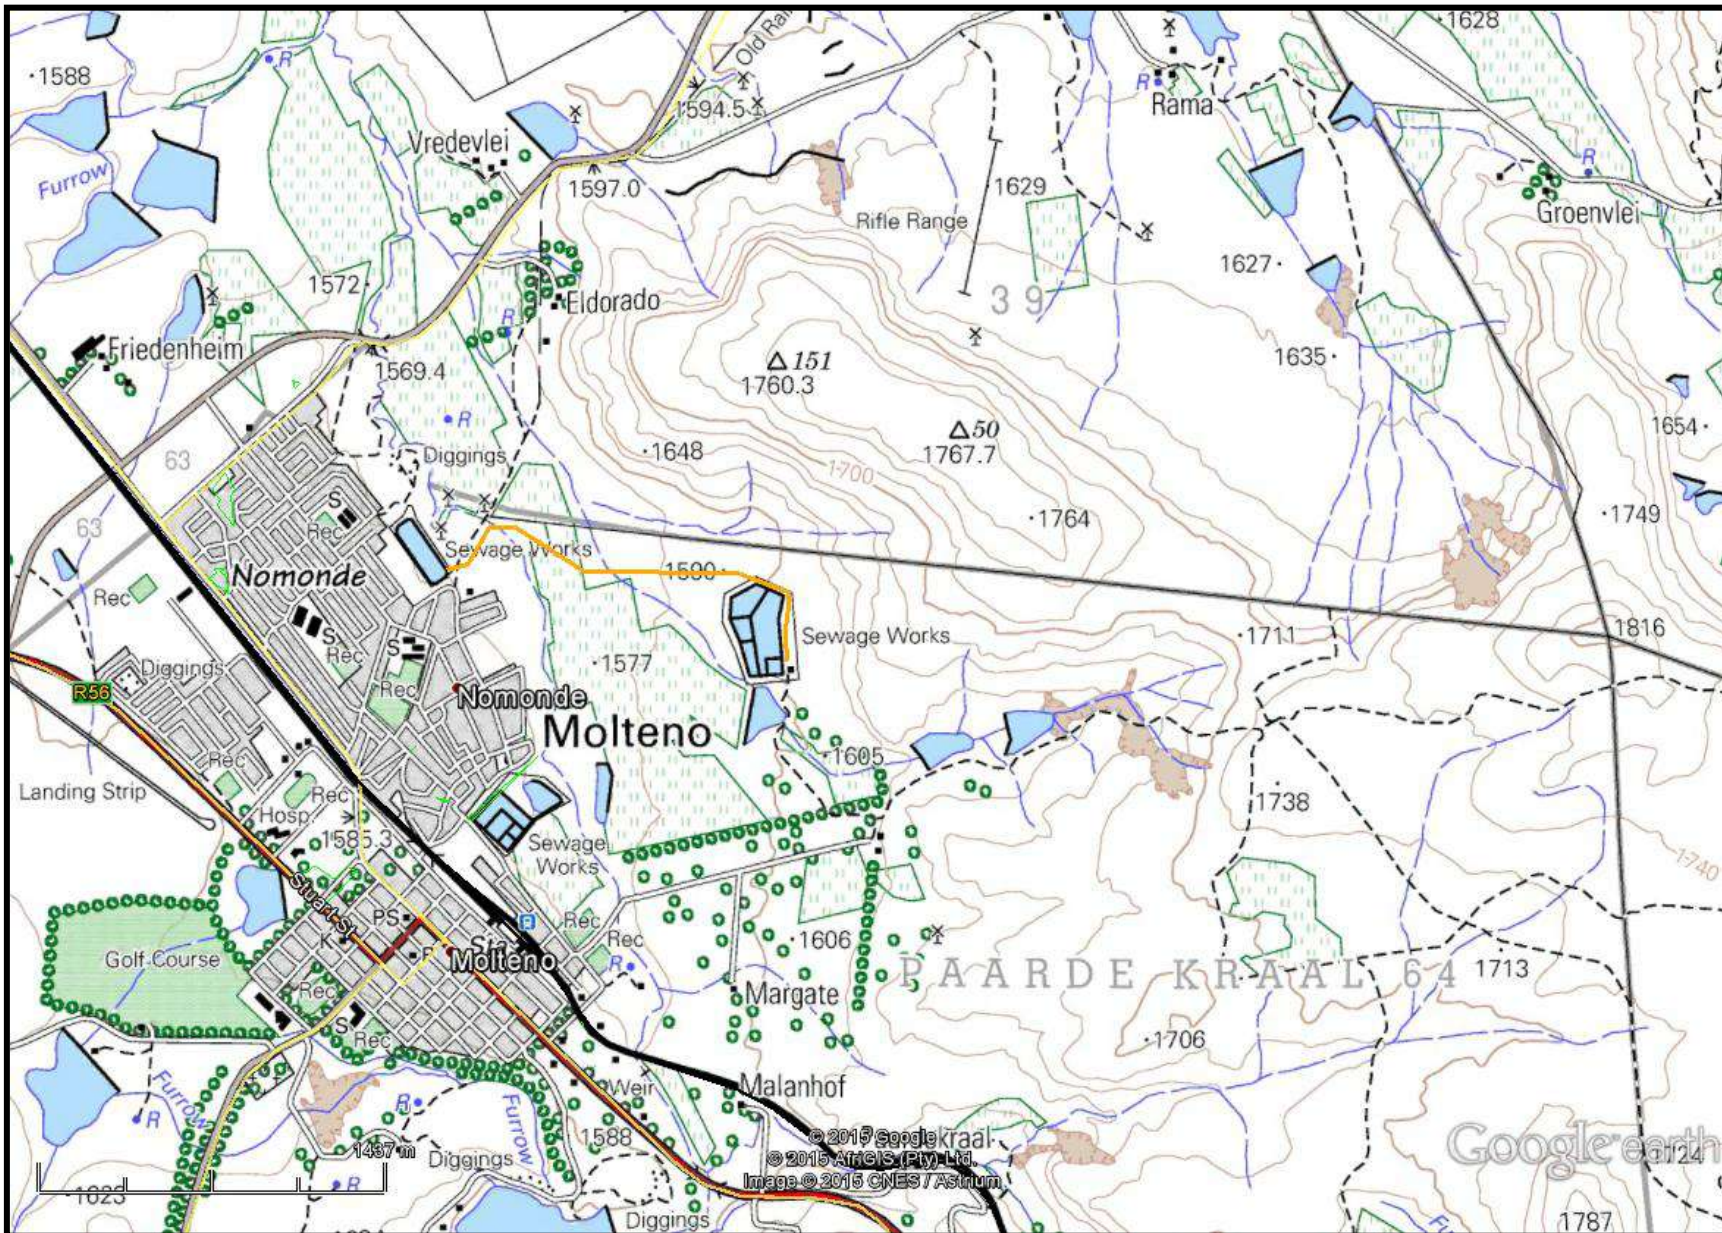 1628
1588
R
Old Rai
1594.5
R
Rama
Vredevlei
Furrow
1597.0
1629
R
Groenvlei
Rifle Range
1627
1572
39
Eldorado
R
Friedenheim
1569.4
151
1760.3
1635
R
50
1767.7
1654
63
Diggings
1648
1700
S
63
Rec
1764
1749
Sewage Works
Nomonde
1590
Rec
S
Rec
S
Sewage Works
1711
1816
Diggings
1577
R56
Rec
Nomonde
Molteno
Rec
1605
Landing Strip
Rec
Hosp.
1738
1585.3
Sewage
Works
1740
Stuart St
PS
B
Rec
K
Sta
Rec
1606
Golf Course
P
Molteno
R
PAARDE KRAAL 64
1713
Rec
Margate
S
Rec
1706
Furrow
R
R
Furrow
Weir
Malanhof
1437 m
Diggings
1588
© 2015 Google
© 2015 AfriGIS (Pty) Ltd.
Image © 2015 CNES / Astrium
Google earth
1724
1623
R
Diggings
1787
Fu